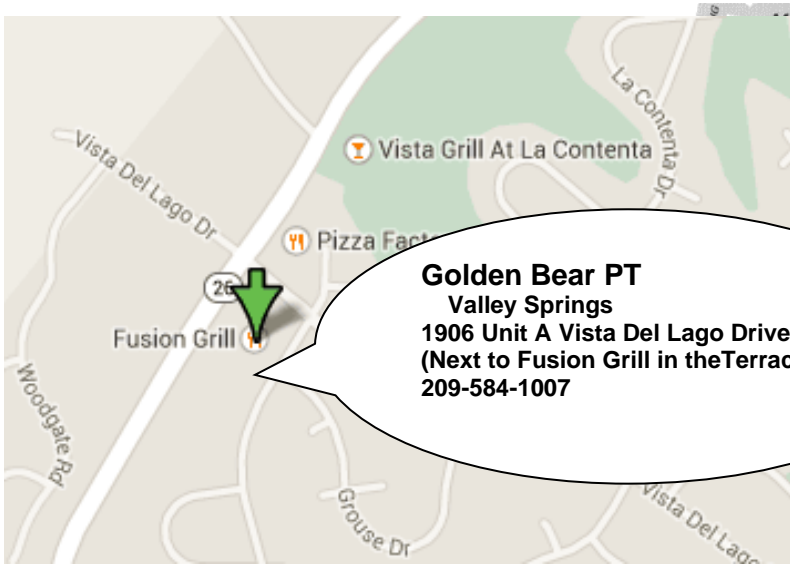 La Contenta Dr
Vista Del Lago Dr
Vista Grill At La Contenta
Pizza
26
Fusion Grill
Golden Bear PT
Valley Springs
1906 Unit A Vista Del Lago Drive
(Next to Fusion Grill in theTerrac
209-584-1007
Woodgate Rd
Grouse Dr
Vista Del Lago